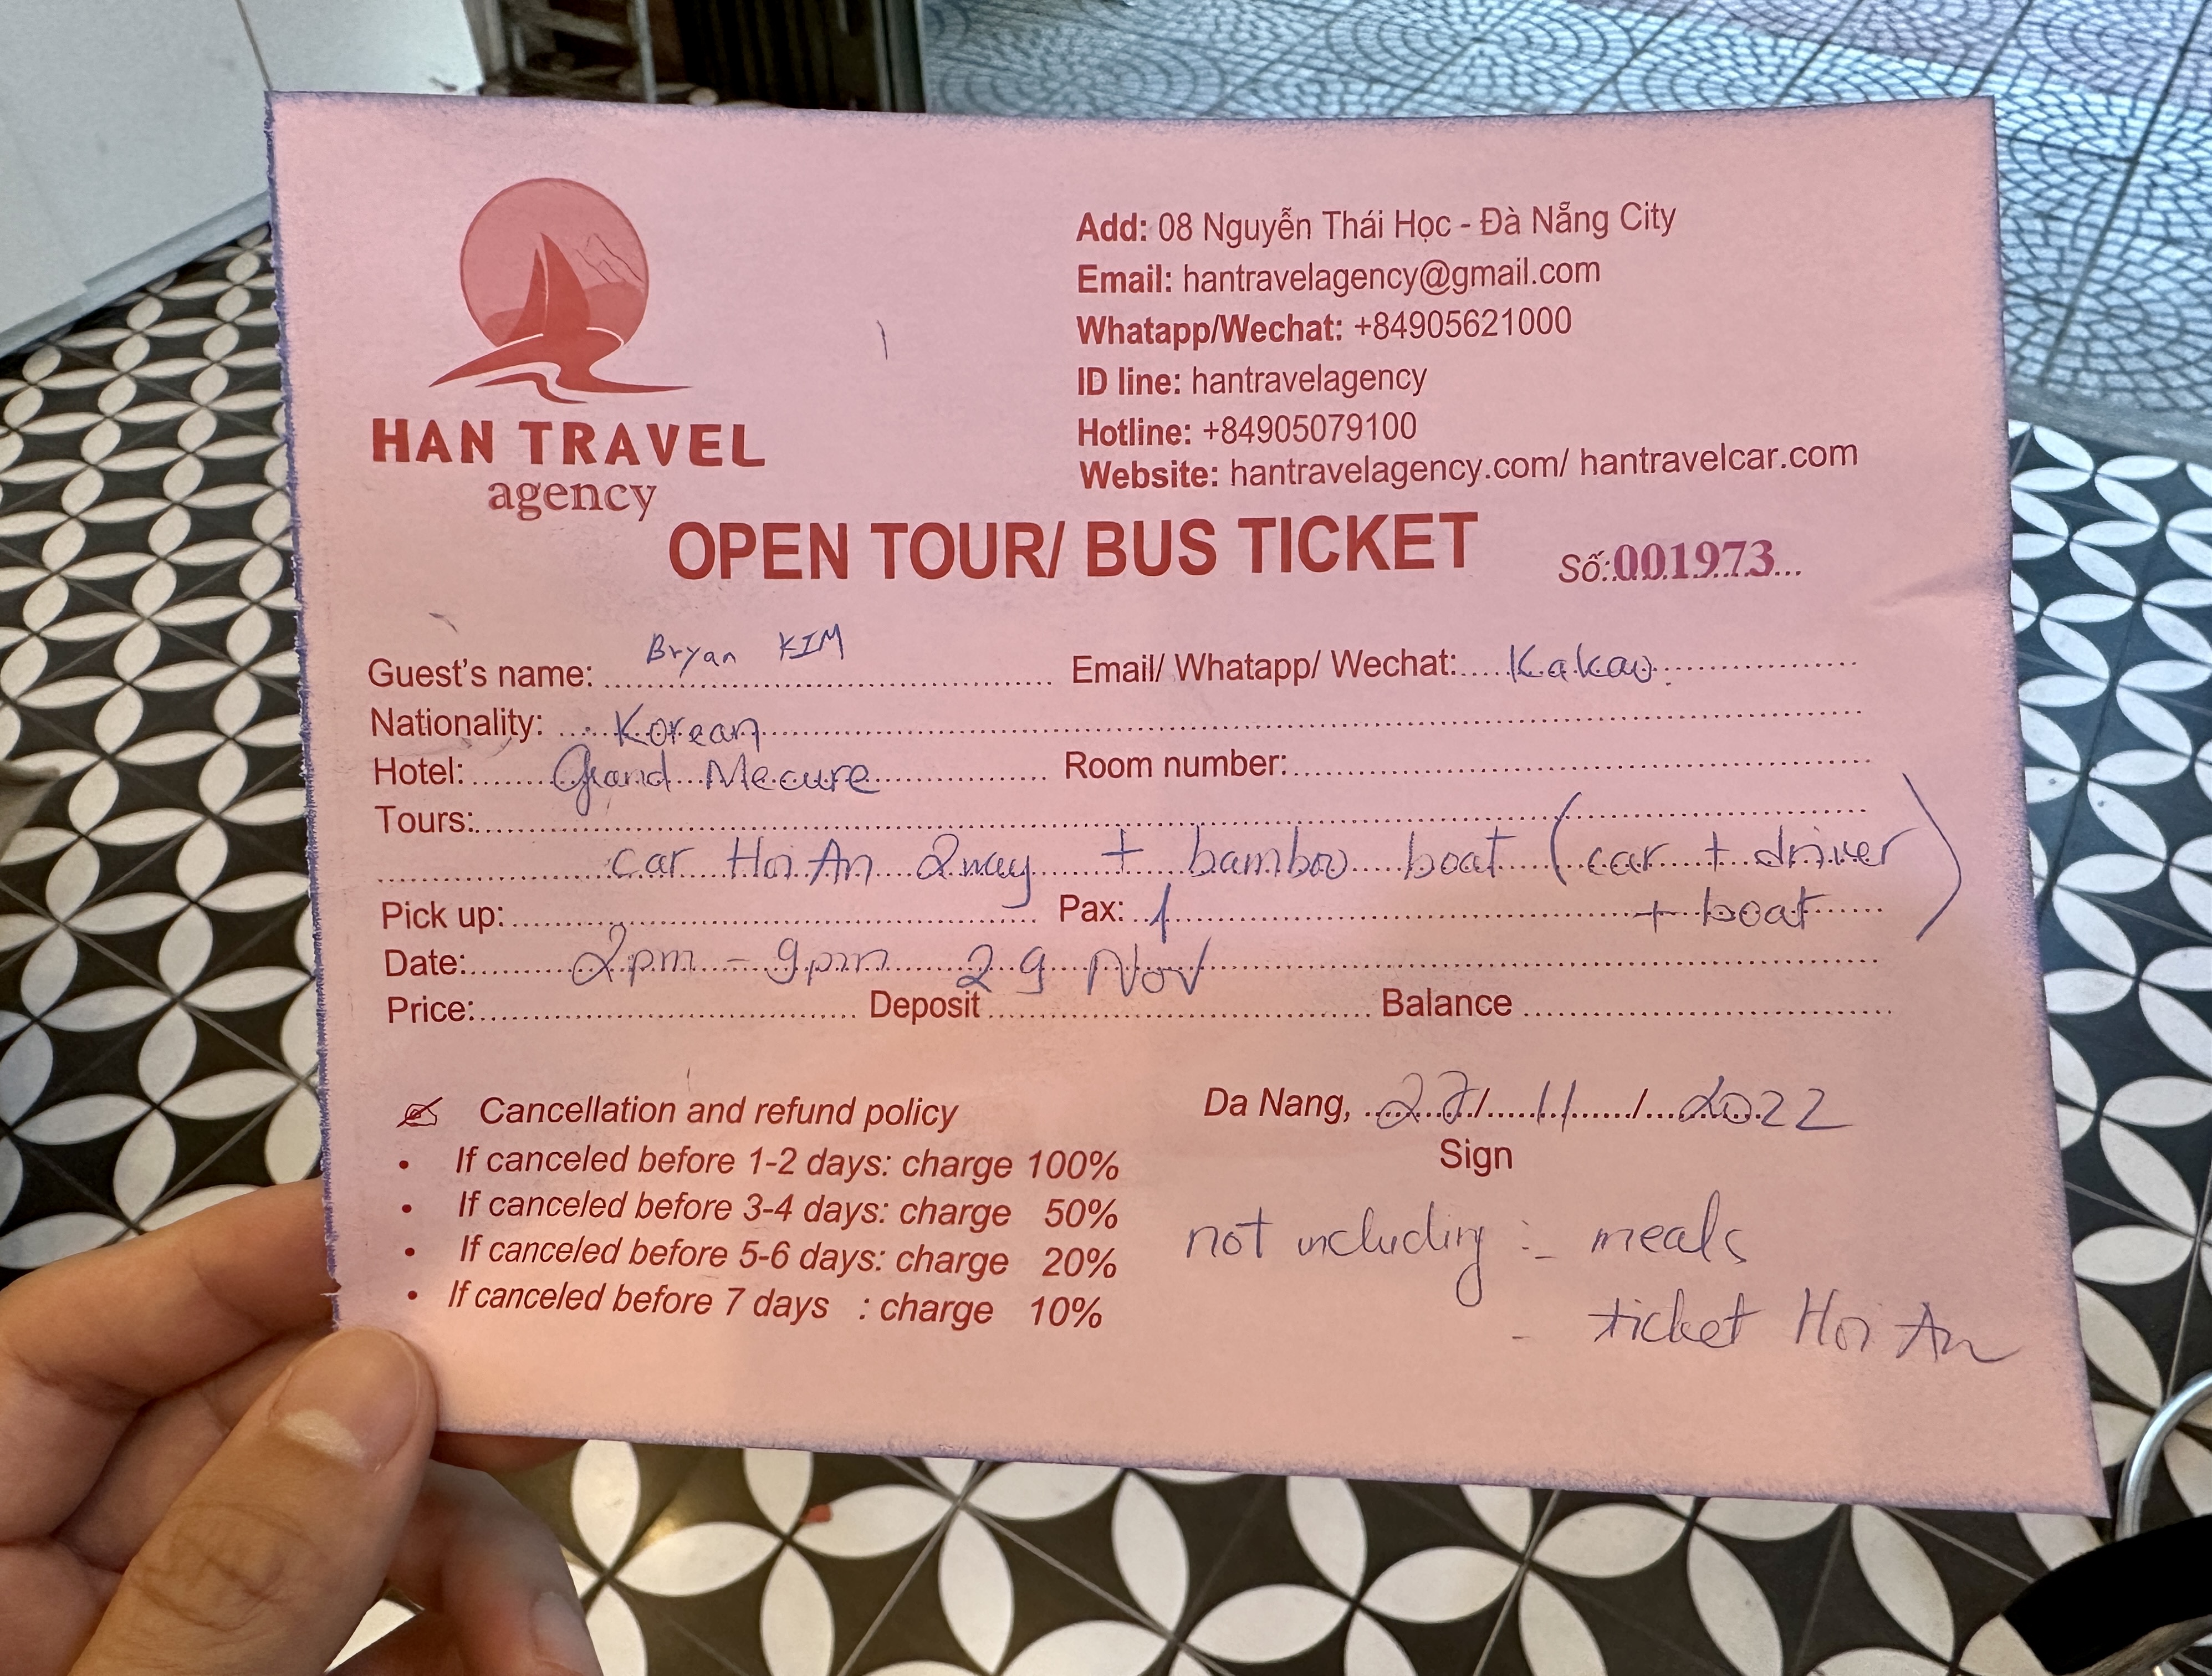 HAN TRAVEL
agency
Add: 08 Nguyễn Thái Học - Đà Nẵng City
Email: hantravelagency@gmail.com
Whatapp/Wechat: +84905621000
ID line: hantravelagency
Hotline: +84905079100
Website: hantravelagency.com/ hantravelcar.com
OPEN TOUR/ BUS TICKET Số: 001973
Guest's name: Bryan KIM Email/ Whatapp/ Wechat: Kakao
Nationality: Korean
Hotel: Grand Mecure Room number:
Tours:
car Hoi An 2way + bamboo boat (car + driver
Pick up: Pax: 1 + boat)
Date: 2pm - 9pm 29 Nov
Price: Deposit Balance
Cancellation and refund policy
• If canceled before 1-2 days: charge 100%
• If canceled before 3-4 days: charge 50%
• If canceled before 5-6 days: charge 20%
• If canceled before 7 days : charge 10%
Da Nang, 27/11/2022
Sign
not including :- meals
- ticket Hoi An